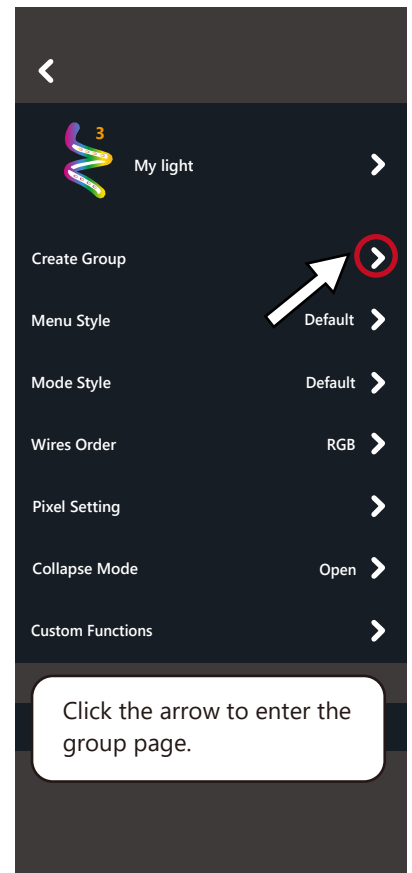 3
My light
Create Group
Menu Style Default
Mode Style Default
Wires Order RGB
Pixel Setting
Collapse Mode Open
Custom Functions
Click the arrow to enter the
group page.